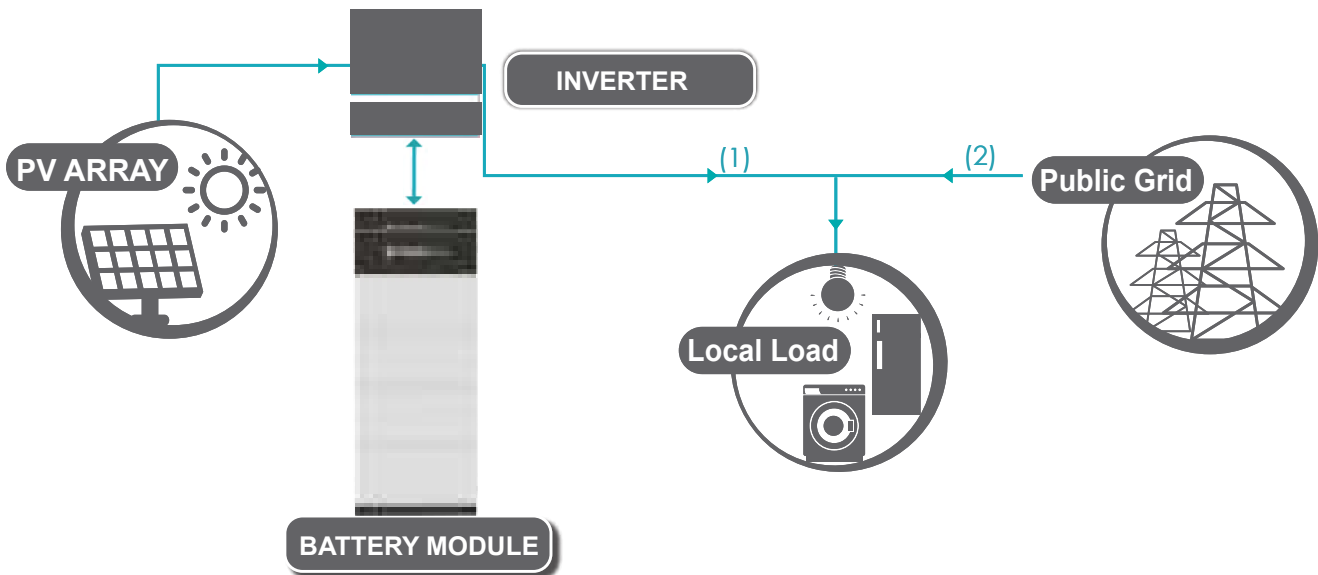 INVERTER
PV ARRAY
(1)
(2)
Public Grid
Local Load
BATTERY MODULE